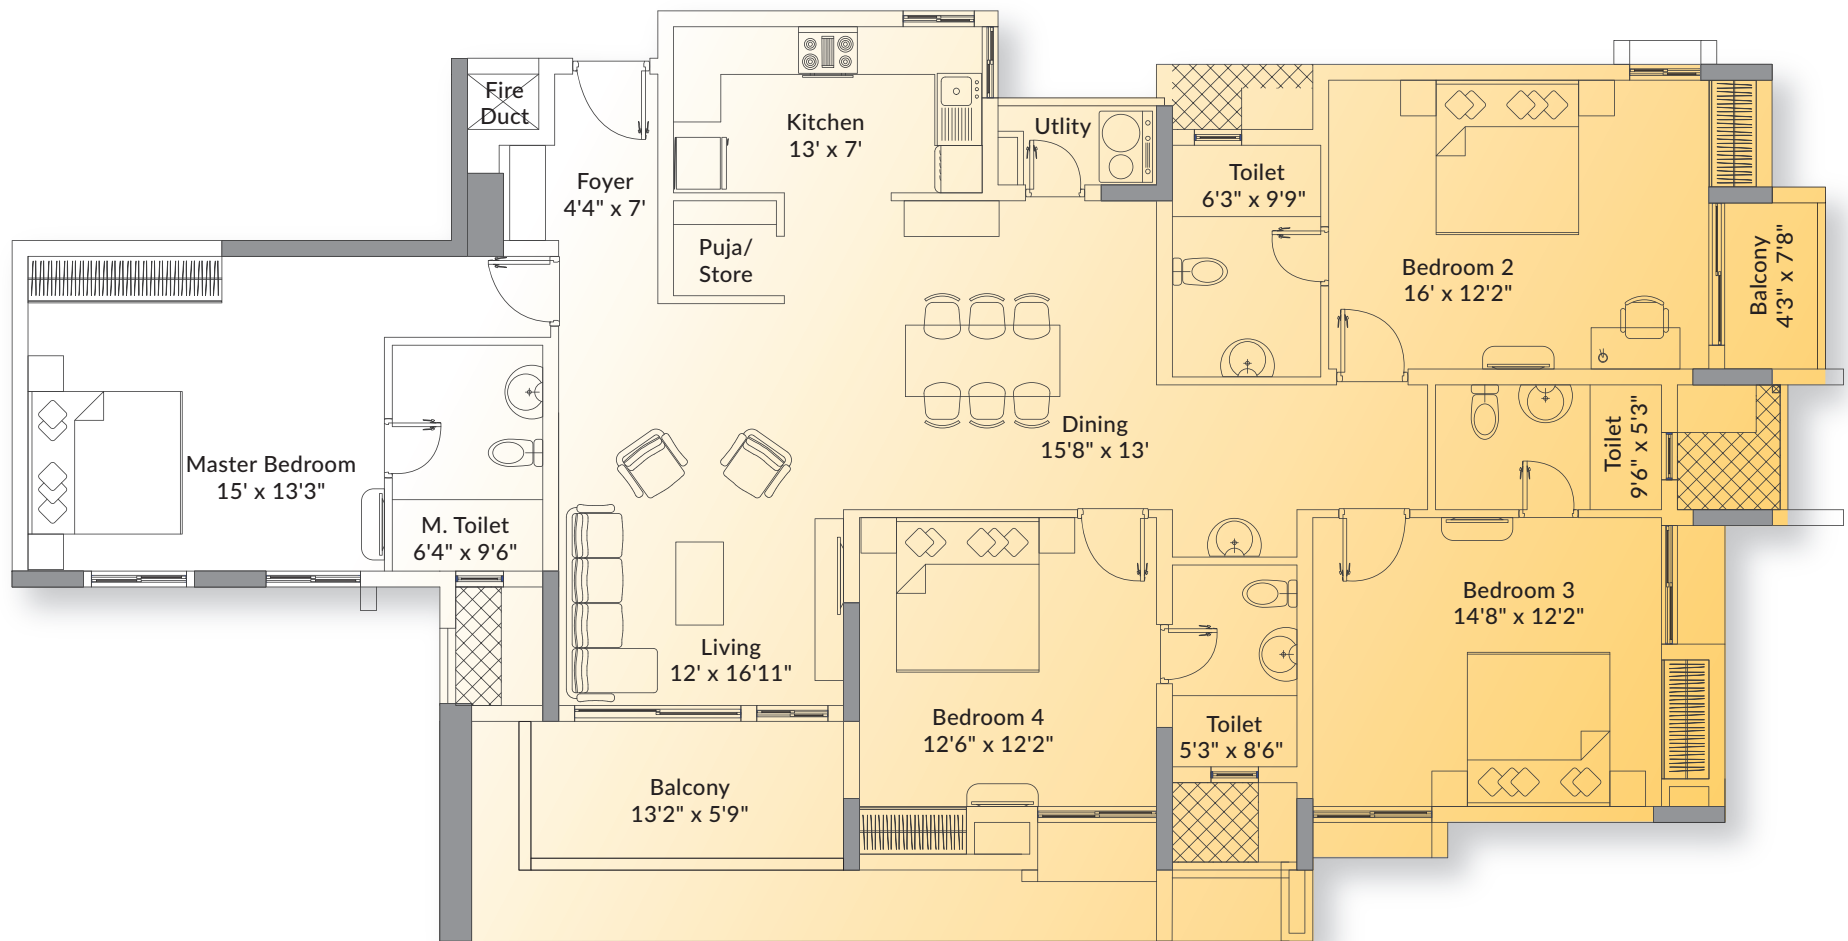 Fire
Duct
Foyer
4'4" x 7'
Kitchen
13' x 7'
Utlity
Toilet
6'3" x 9'9"
Bedroom 2
16' x 12'2"
Balcony
4'3" x 7'8"
Puja/
Store
Master Bedroom
15' x 13'3"
M. Toilet
6'4" x 9'6"
Dining
15'8" x 13'
Toilet
9'6" x 5'3"
Living
12' x 16'11"
Bedroom 4
12'6" x 12'2"
Toilet
5'3" x 8'6"
Bedroom 3
14'8" x 12'2"
Balcony
13'2" x 5'9"